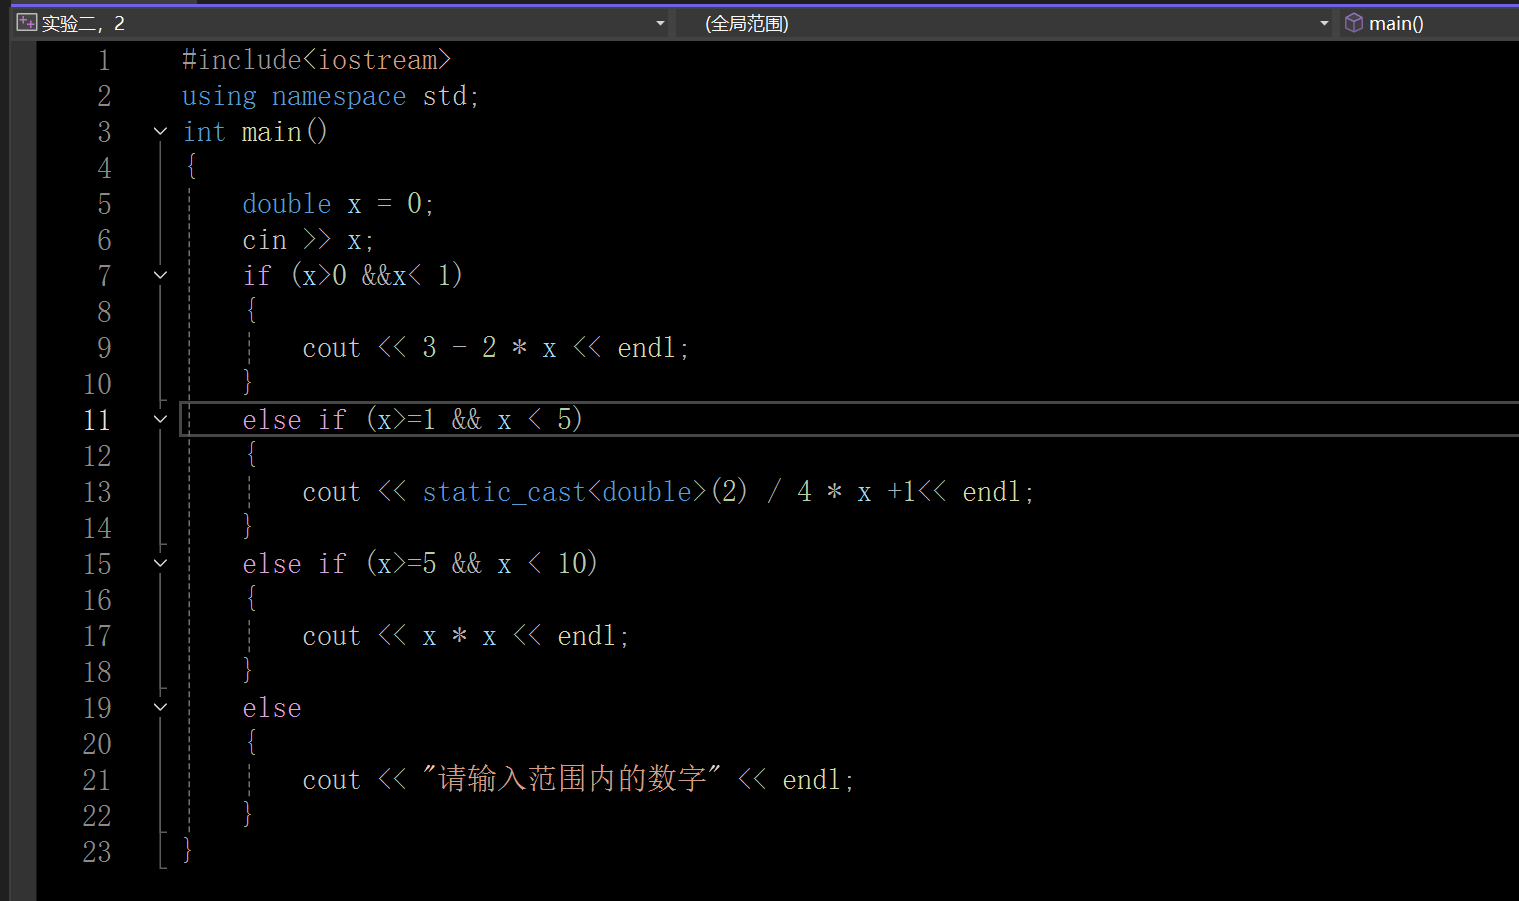 实验二，2 (全局范围) main()
1 #include<iostream>
2 using namespace std;
3 int main()
4 {
5 double x = 0;
6 cin >> x;
7 if (x>0 &&x< 1)
8 {
9 cout << 3 - 2 * x << endl;
10 }
11 else if (x>=1 && x < 5)
12 {
13 cout << static_cast<double>(2) / 4 * x +1<< endl;
14 }
15 else if (x>=5 && x < 10)
16 {
17 cout << x * x << endl;
18 }
19 else
20 {
21 cout << "请输入范围内的数字" << endl;
22 }
23 }